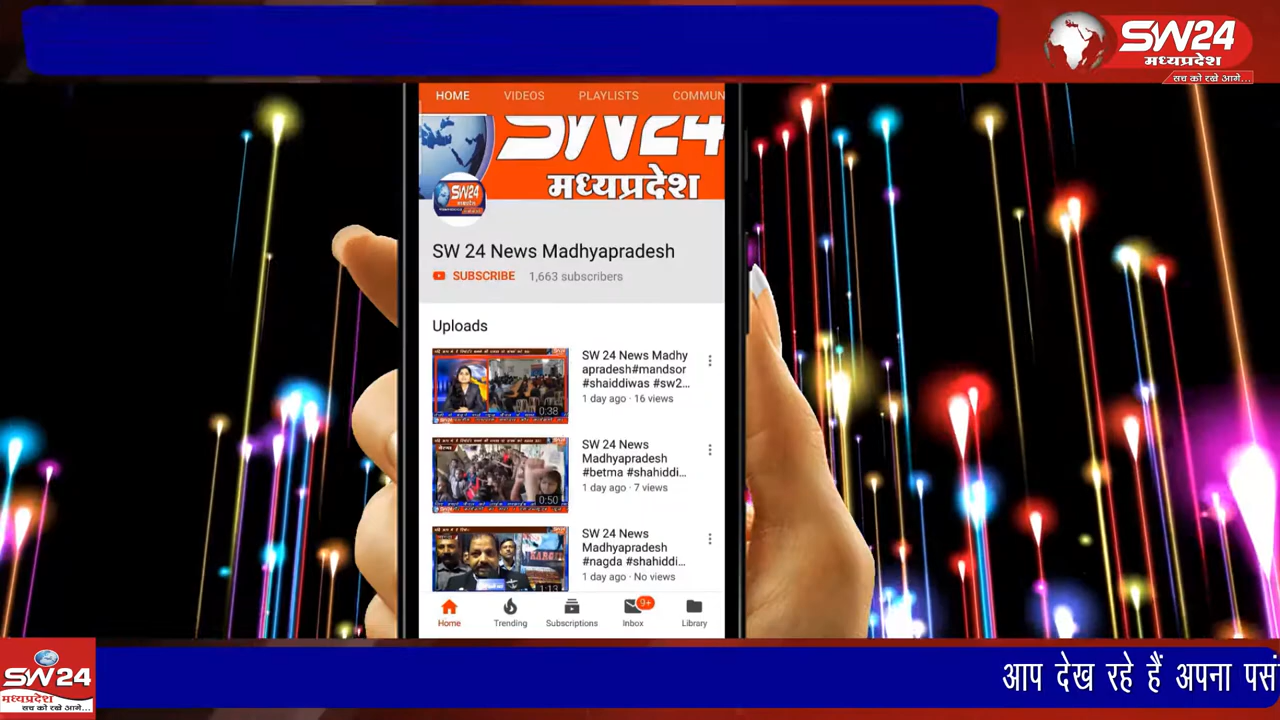 SW24
मध्यप्रदेश
सच को रखे आगे...
HOME VIDEOS PLAYLISTS COMMUN
SW24
मध्यप्रदेश
SW24
SW 24 News Madhyapradesh
SUBSCRIBE 1,663 subscribers
Uploads
SW 24 News Madhy
apradesh#mandsor
#shaiddiwas #sw2...
1 day ago · 16 views
0:38
SW 24 News
Madhyapradesh
#betma #shahiddi...
1 day ago · 7 views
0:50
SW 24 News
Madhyapradesh
#nagda #shahiddi...
1 day ago · No views
1:13
Home Trending Subscriptions 9+ Inbox Library
SW24
मध्यप्रदेश
सच को रखे आगे...
आप देख रहे हैं अपना पसं